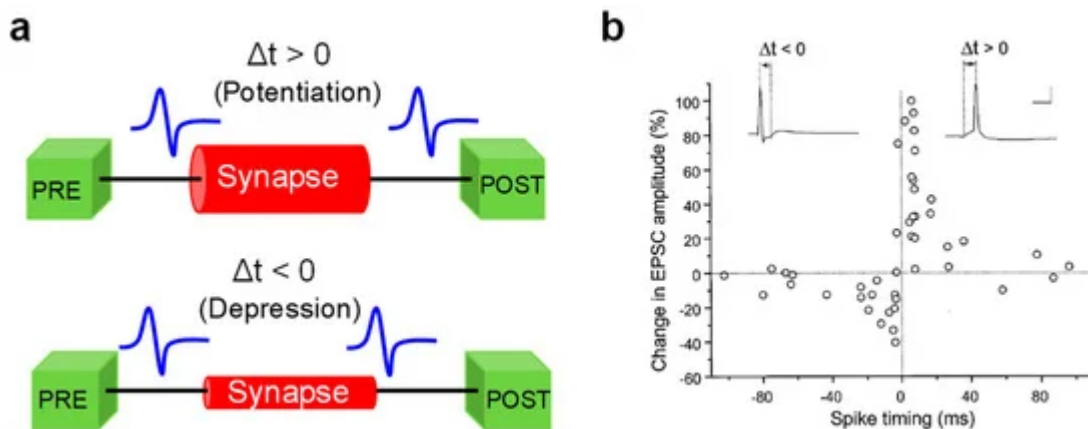 a
Δt > 0
(Potentiation)
PRE
Synapse
POST
Δt < 0
(Depression)
PRE
Synapse
POST
b
Δt < 0
Δt > 0
Change in EPSC amplitude (%)
100
80
60
40
20
0
-20
-40
-60
-80
-40
0
40
80
Spike timing (ms)